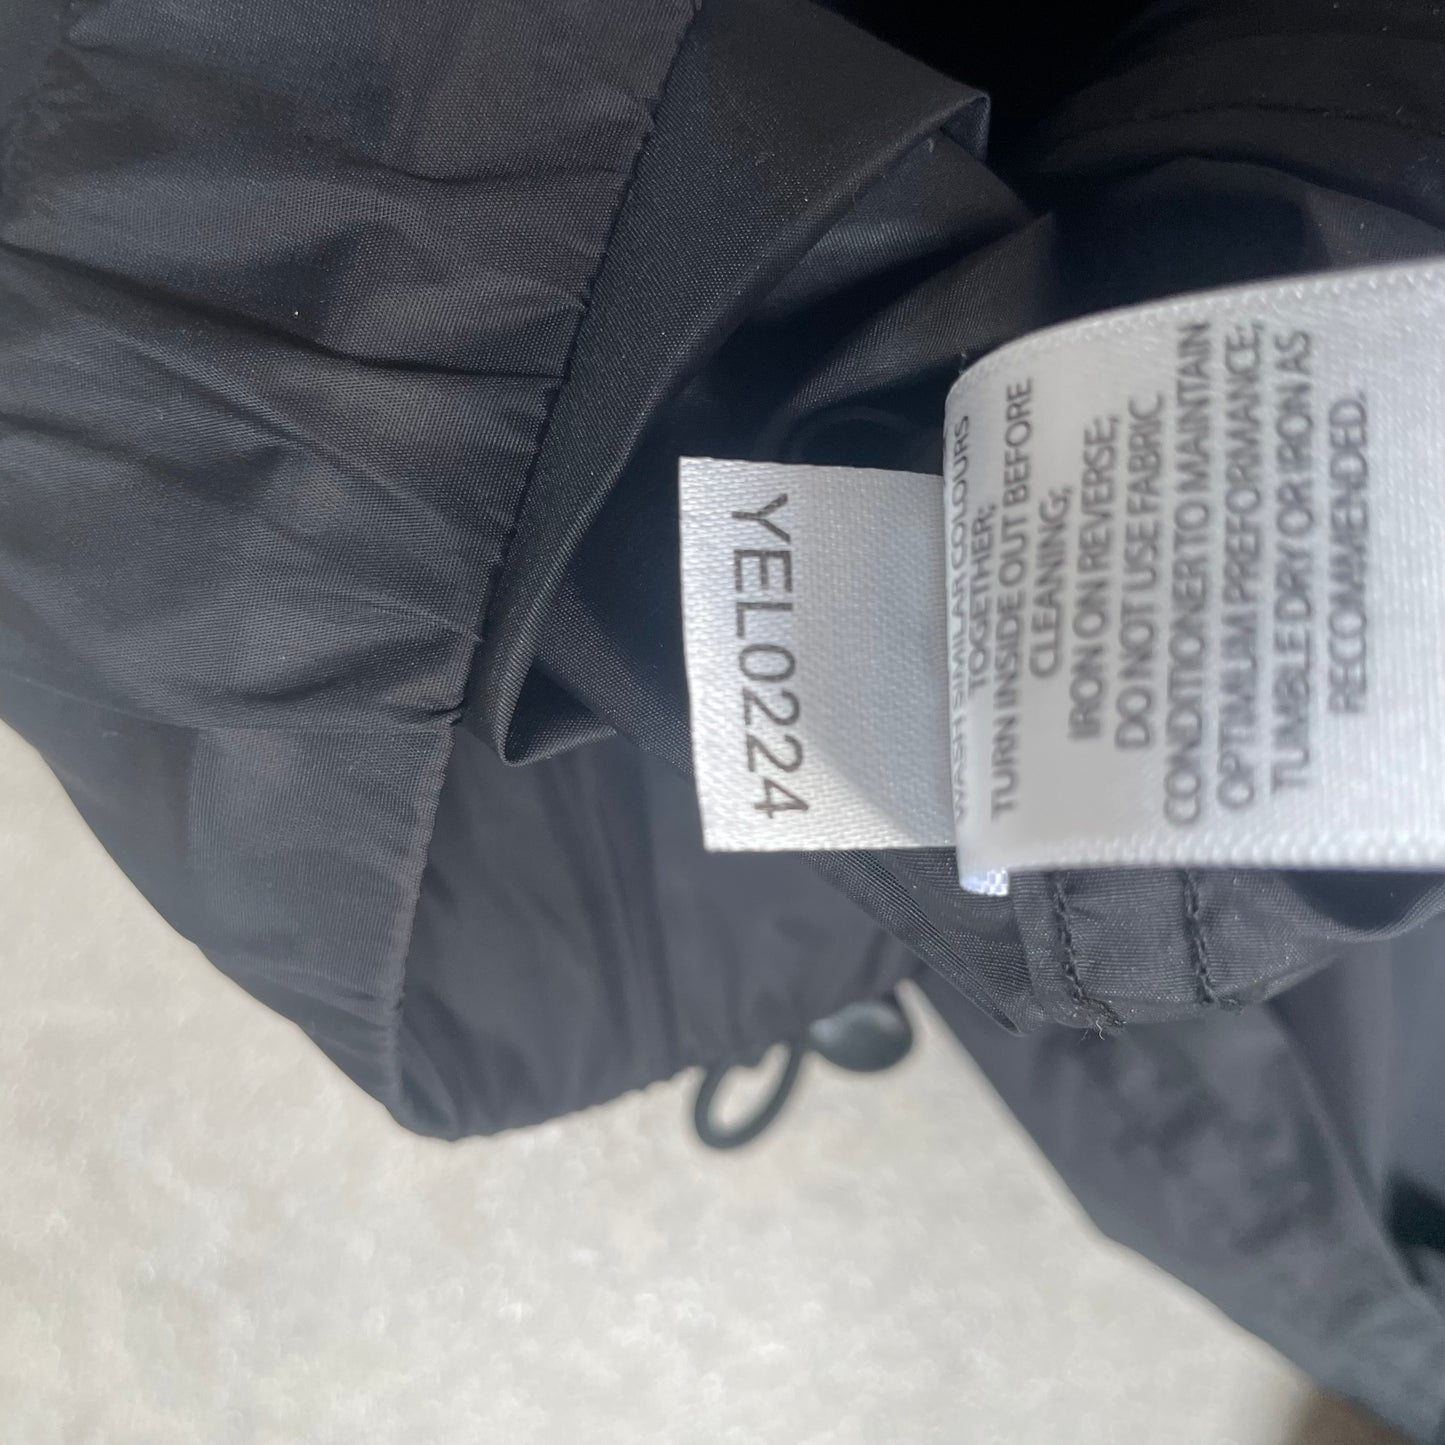 YEL0224
WASH SIMILAR COLOURS
TOGETHER;
TURN INSIDE OUT BEFORE
CLEANING;
IRON ON REVERSE;
DO NOT USE FABRIC
CONDITIONER TO MAINTAIN
OPTIMUM PREFORMANCE;
TUMBLE DRY OR IRON AS
RECOMMENDED.